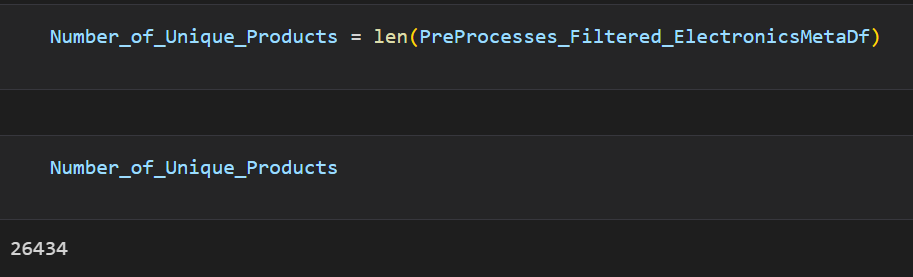 Number_of_Unique_Products = len(PreProcesses_Filtered_ElectronicsMetaDf)
Number_of_Unique_Products
26434